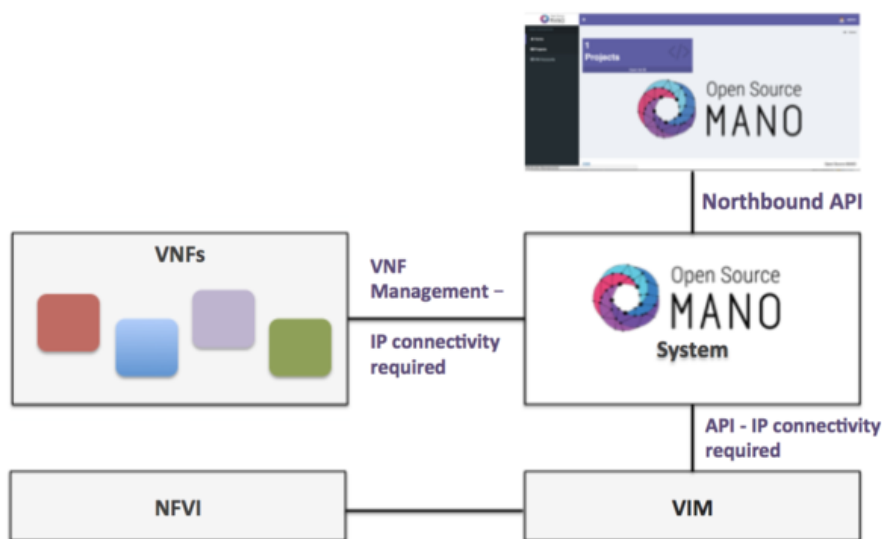 1
Projects
Open Source
MANO
Northbound API
VNFs
VNF
Management –
IP connectivity
required
Open Source
MANO
System
API - IP connectivity
required
NFVI
VIM